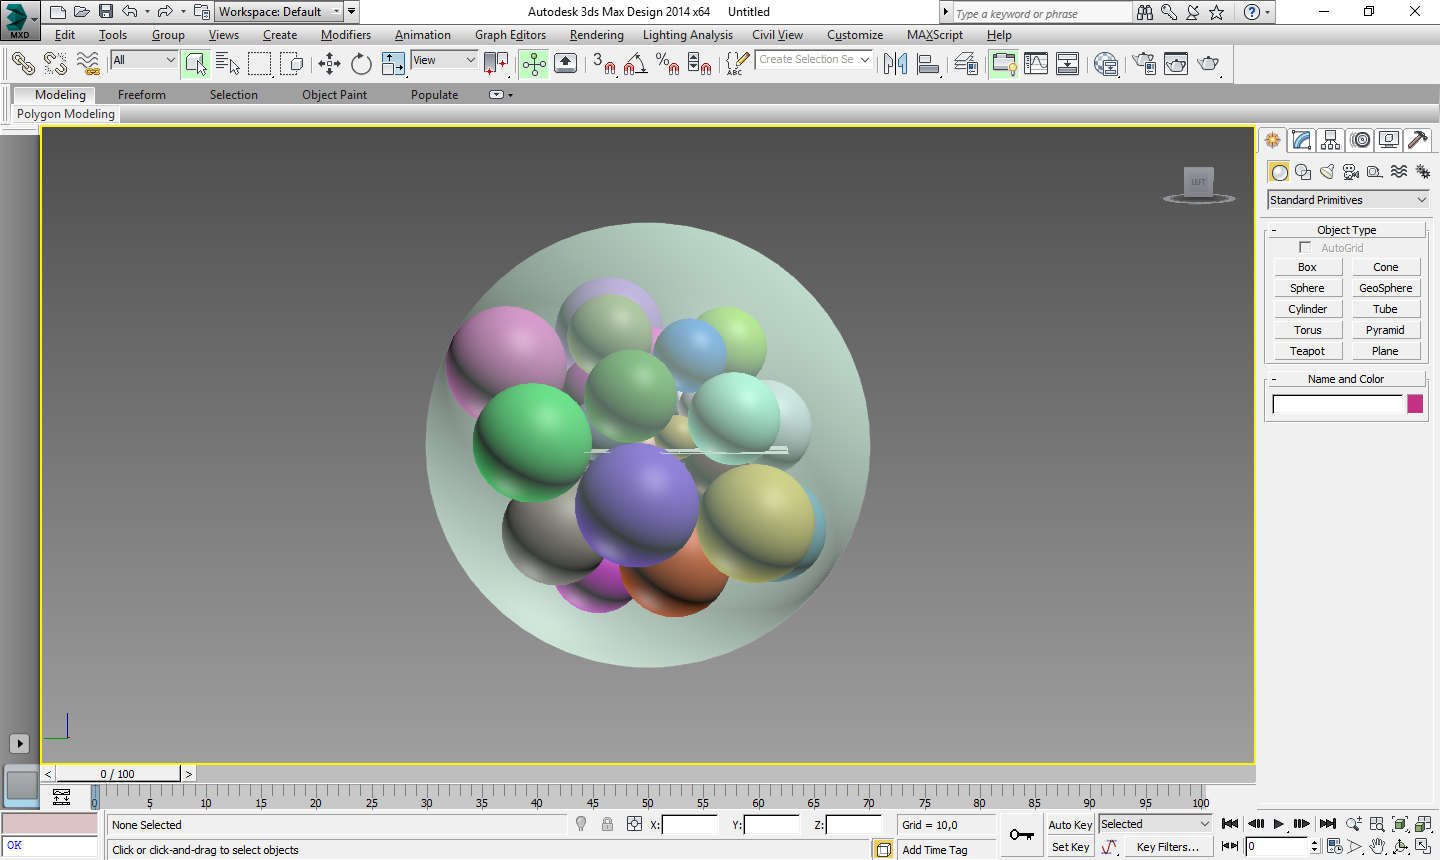 Workspace: Default
Autodesk 3ds Max Design 2014 x64 Untitled
Type a keyword or phrase
MXD
Edit Tools Group Views Create Modifiers Animation Graph Editors Rendering Lighting Analysis Civil View Customize MAXScript Help
All
View
3
%
ABC
Create Selection Se
Modeling Freeform Selection Object Paint Populate
Polygon Modeling
LEFT
Standard Primitives
- Object Type
AutoGrid
Box Cone
Sphere GeoSphere
Cylinder Tube
Torus Pyramid
Teapot Plane
- Name and Color
< 0 / 100 >
0 5 10 15 20 25 30 35 40 45 50 55 60 65 70 75 80 85 90 95 100
None Selected X: Y: Z: Grid = 10,0 Auto Key Selected
OK
Click or click-and-drag to select objects Add Time Tag Set Key Key Filters... 0